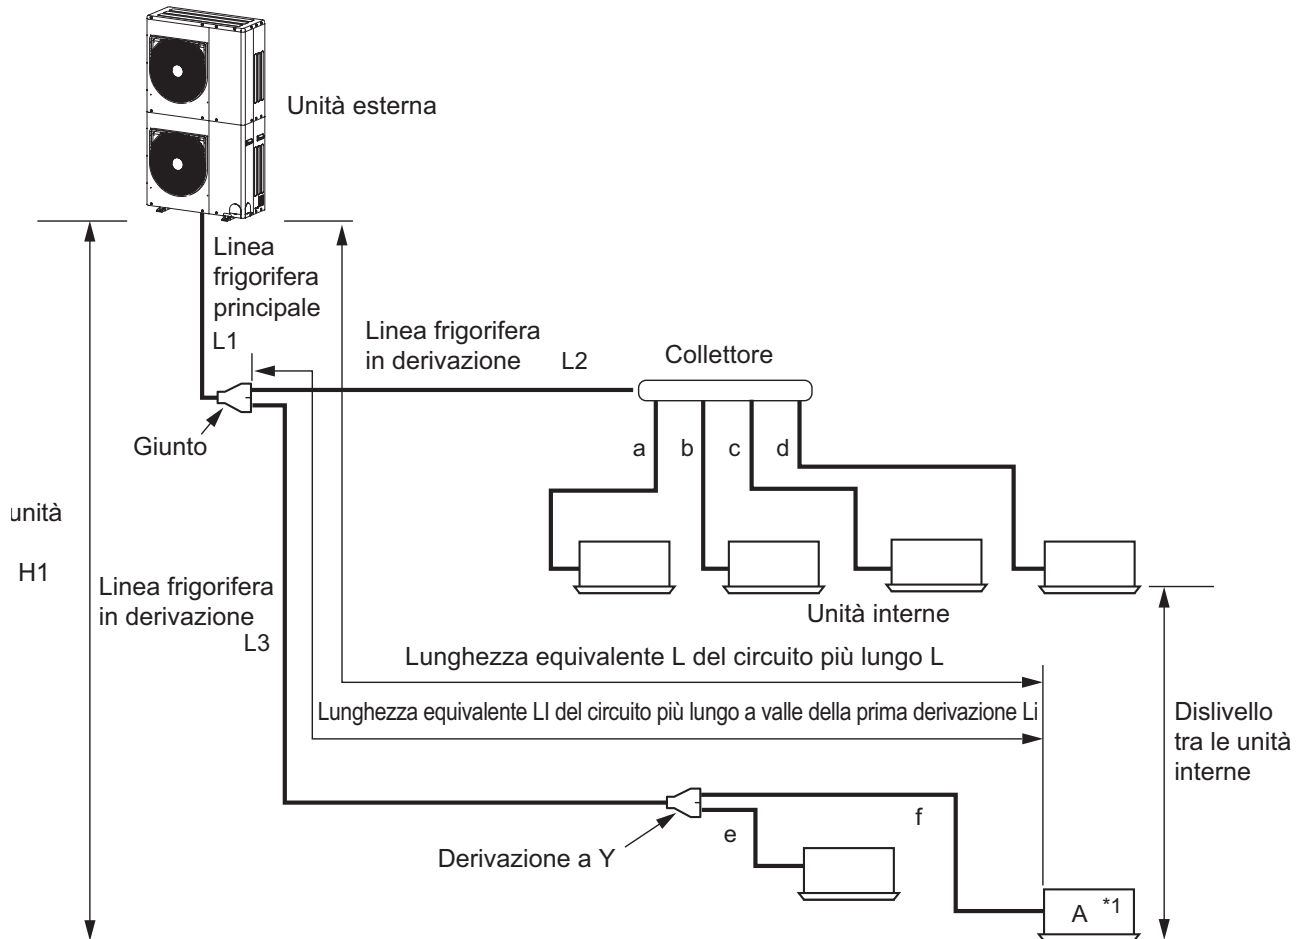 Unità esterna
Linea
frigorifera
principale
L1
Linea frigorifera
in derivazione
L2
Collettore
Giunto
a
b
c
d
unità
H1
Linea frigorifera
in derivazione
L3
Unità interne
Lunghezza equivalente L del circuito più lungo L
Lunghezza equivalente LI del circuito più lungo a valle della prima derivazione Li
Dislivello
tra le unità
interne
f
e
Derivazione a Y
A *1